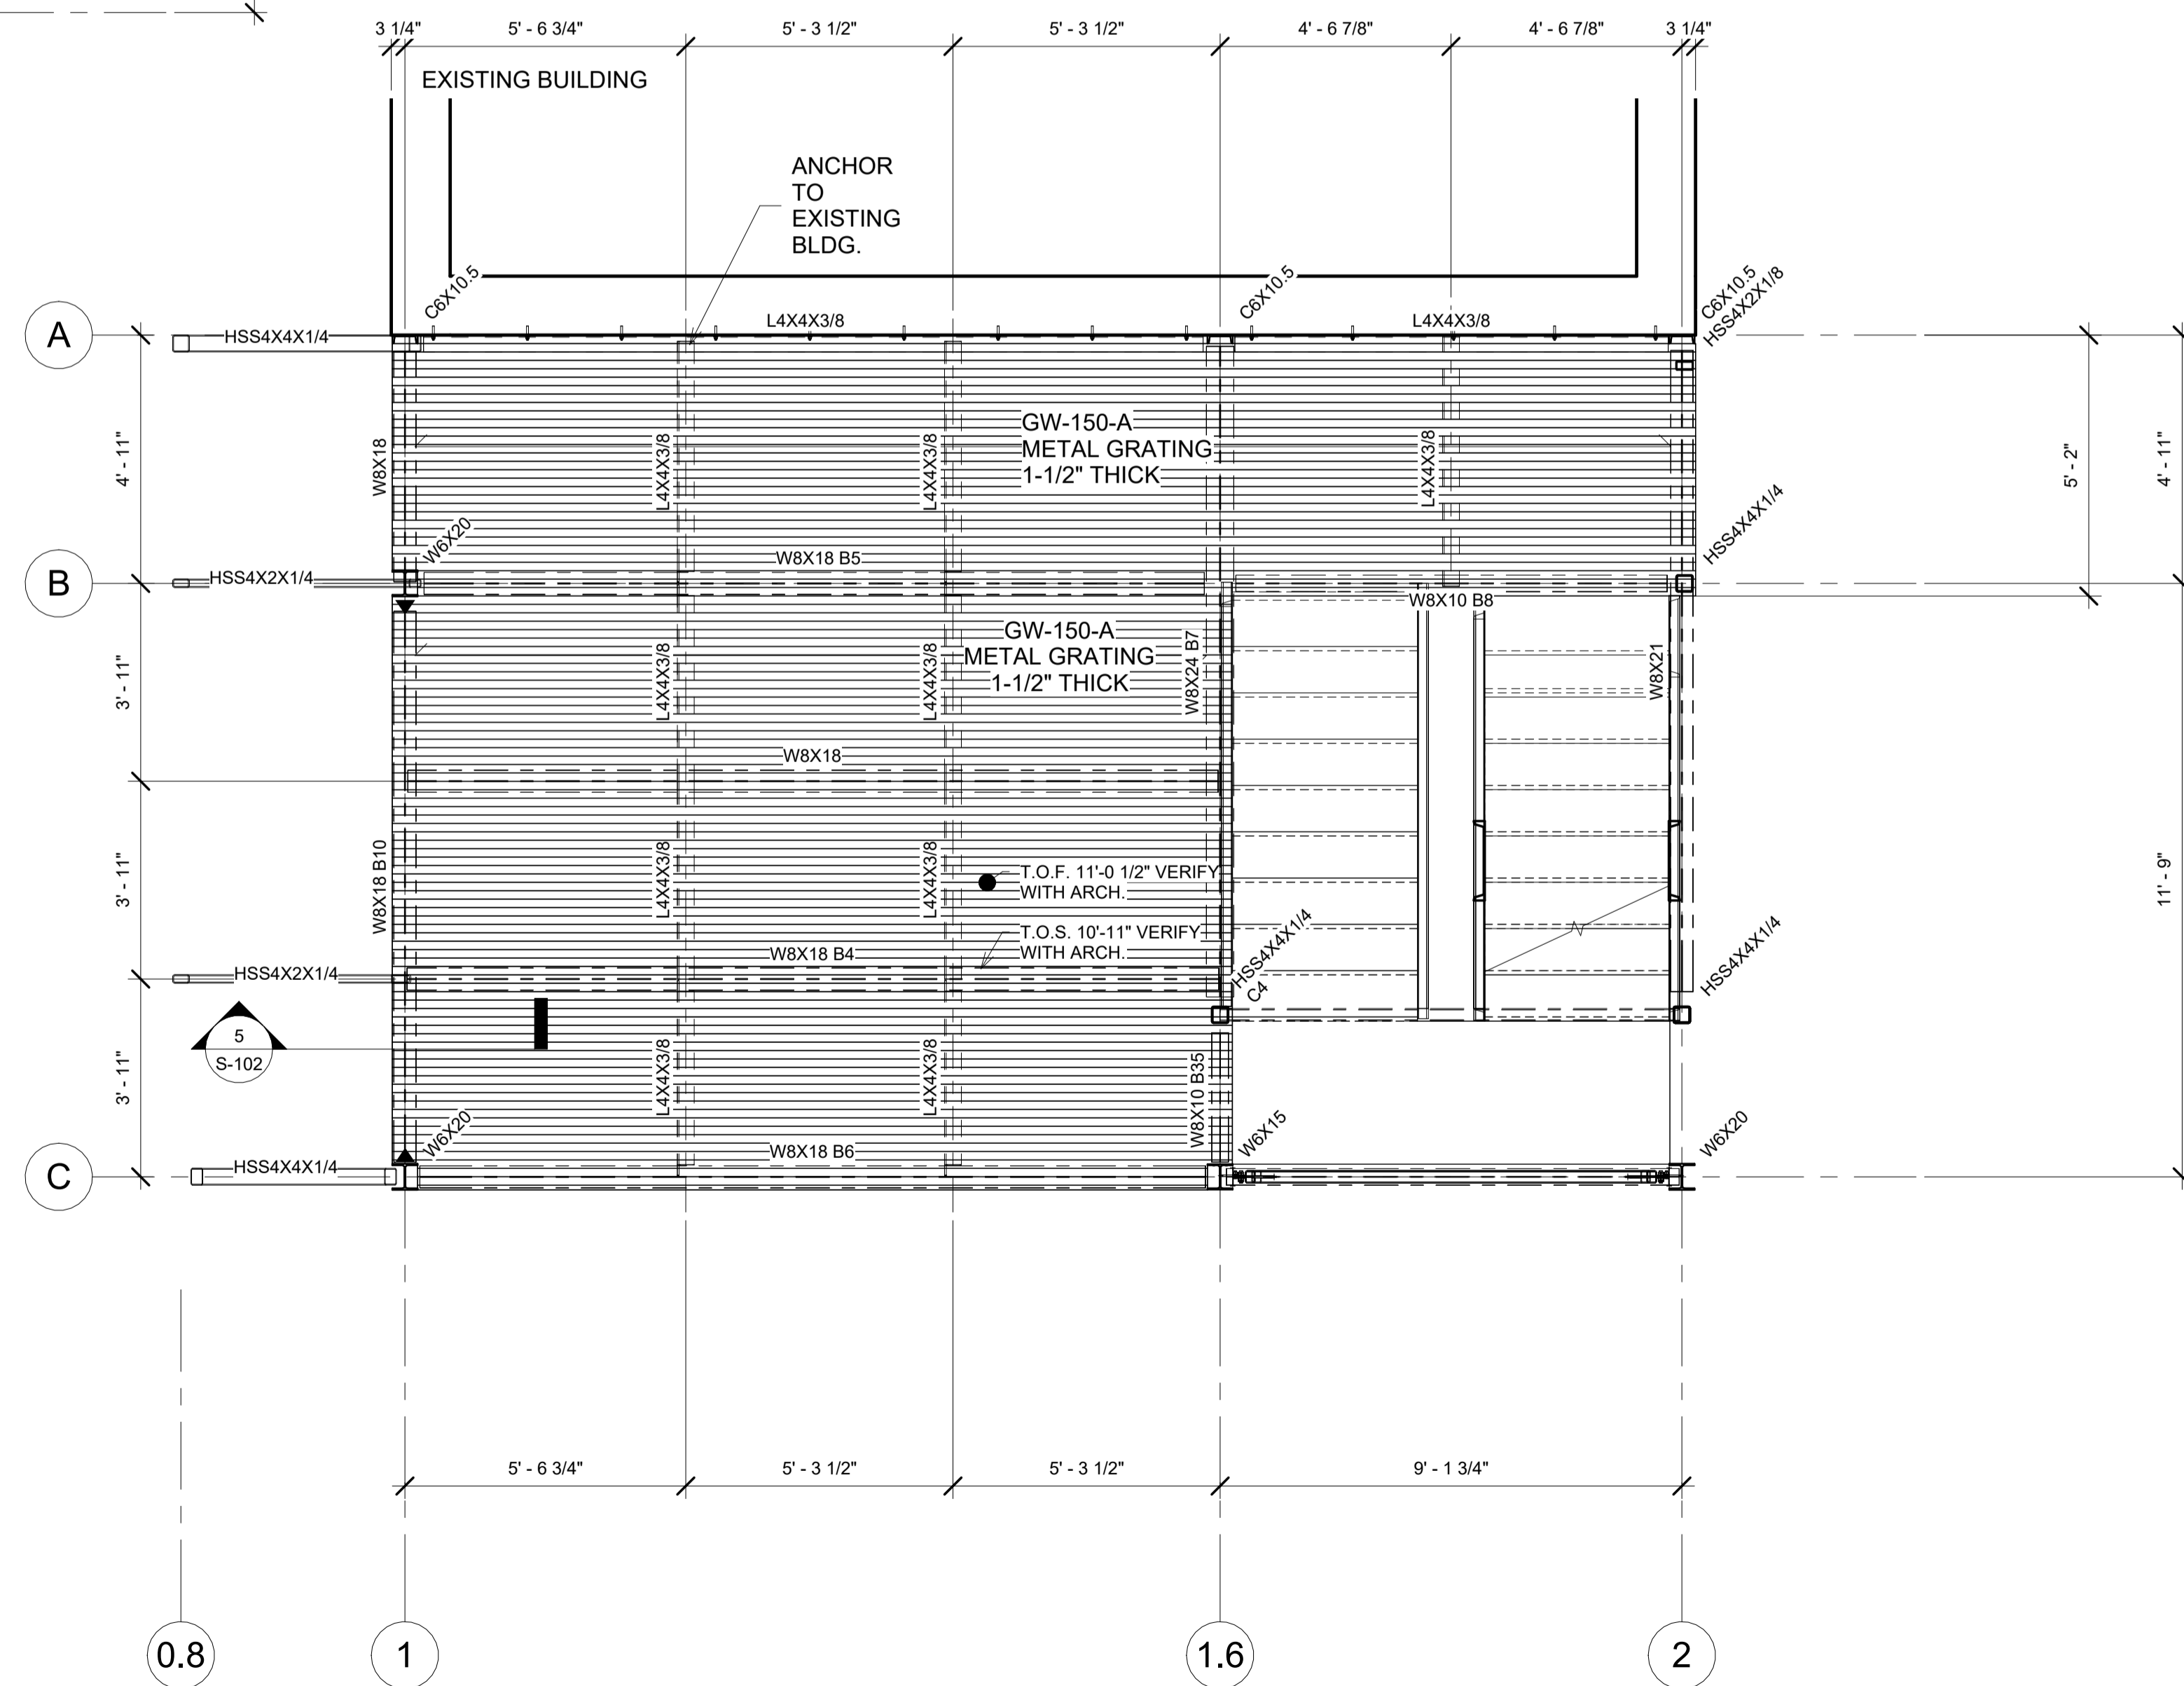 3 1/4"
5' - 6 3/4"
5' - 3 1/2"
5' - 3 1/2"
4' - 6 7/8"
4' - 6 7/8"
3 1/4"
EXISTING BUILDING
ANCHOR
TO
EXISTING
BLDG.
C6X10.5
C6X10.5
C6X10.5
HSS4X2X1/8
A
HSS4X4X1/4
L4X4X3/8
L4X4X3/8
4' - 11"
W8X18
L4X4X3/8
L4X4X3/8
GW-150-A
METAL GRATING
1-1/2" THICK
L4X4X3/8
5' - 2"
4' - 11"
W6X20
HSS4X4X1/4
B
HSS4X2X1/4
W8X18 B5
W8X10 B8
3' - 11"
L4X4X3/8
L4X4X3/8
GW-150-A
METAL GRATING
1-1/2" THICK
W8X24 B7
W8X21
W8X18
3' - 11"
W8X18 B10
L4X4X3/8
L4X4X3/8
T.O.F. 11'-0 1/2" VERIFY
WITH ARCH.
11' - 9"
T.O.S. 10'-11" VERIFY
WITH ARCH.
W8X18 B4
HSS4X4X1/4
C4
HSS4X4X1/4
HSS4X2X1/4
5
S-102
3' - 11"
L4X4X3/8
L4X4X3/8
W8X10 B35
W6X20
W6X15
W6X20
W8X18 B6
C
HSS4X4X1/4
5' - 6 3/4"
5' - 3 1/2"
5' - 3 1/2"
9' - 1 3/4"
0.8
1
1.6
2